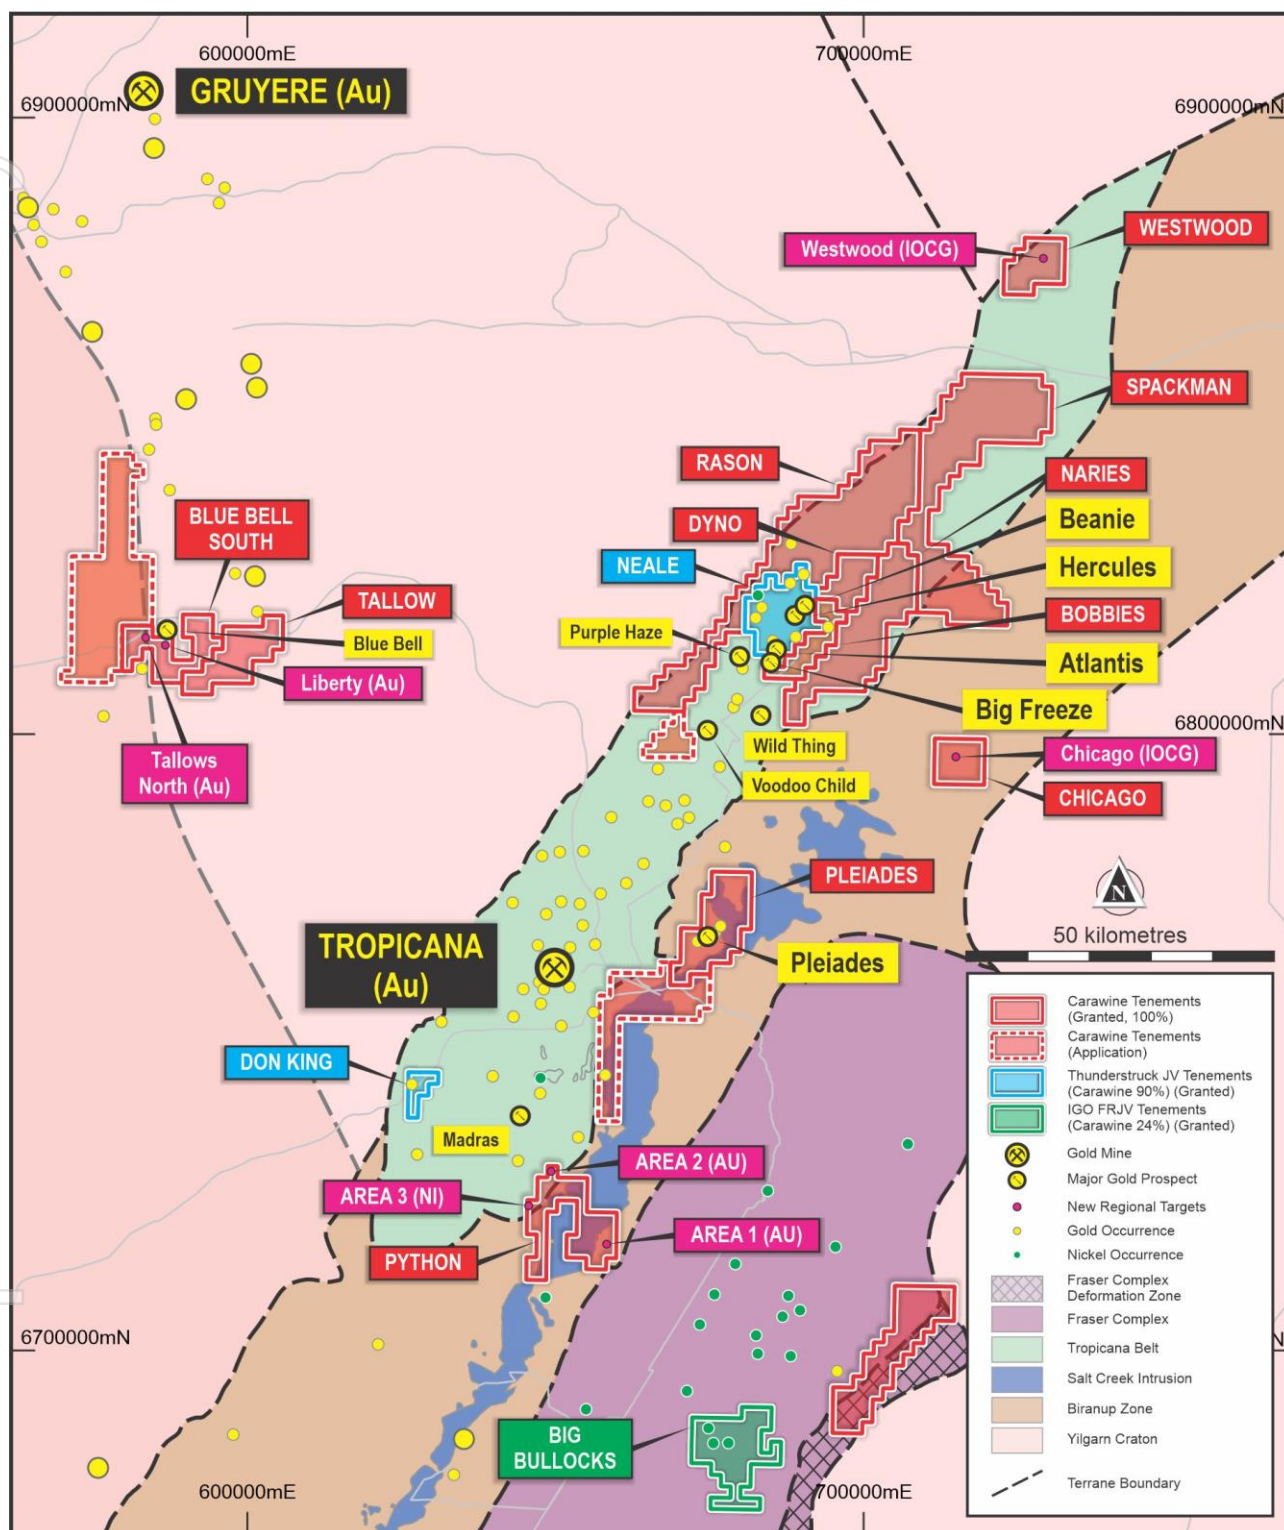 600000mE
700000mE
GRUYERE (Au)
6900000mN
6900000mN
WESTWOOD
Westwood (IOCG)
SPACKMAN
RASON
NARIES
BLUE BELL
SOUTH
DYNO
Beanie
NEALE
Hercules
TALLOW
BOBBIES
Purple Haze
Blue Bell
Atlantis
Liberty (Au)
Big Freeze
6800000mN
Wild Thing
Tallows
North (Au)
Chicago (IOCG)
Voodoo Child
CHICAGO
PLEIADES
N
50 kilometres
TROPICANA
(Au)
Pleiades
DON KING
Madras
AREA 2 (AU)
AREA 3 (NI)
AREA 1 (AU)
PYTHON
6700000mN
N
BIG
BULLOCKS
600000mE
700000mE
Carawine Tenements
(Granted, 100%)
Carawine Tenements
(Application)
Thunderstruck JV Tenements
(Carawine 90%) (Granted)
IGO FRJV Tenements
(Carawine 24%) (Granted)
Gold Mine
Major Gold Prospect
New Regional Targets
Gold Occurrence
Nickel Occurrence
Fraser Complex
Deformation Zone
Fraser Complex
Tropicana Belt
Salt Creek Intrusion
Biranup Zone
Yilgarn Craton
Terrane Boundary